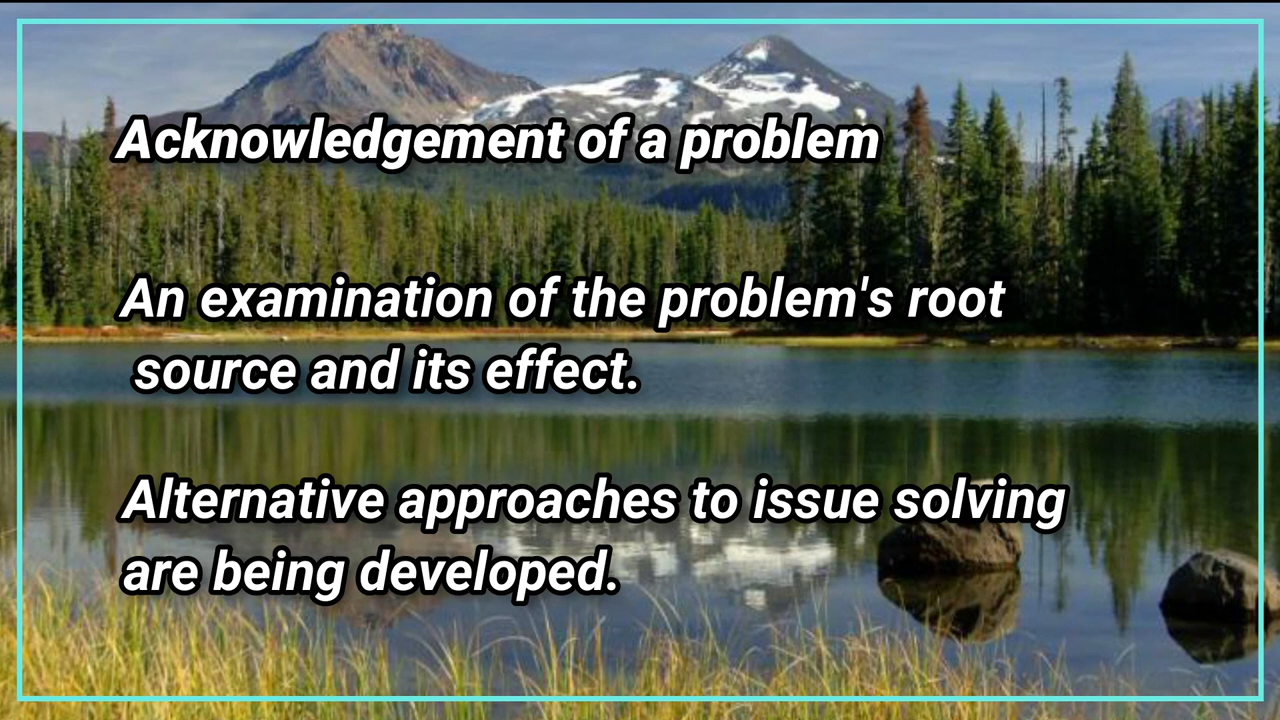 Acknowledgement of a problem
An examination of the problem's root
source and its effect.
Alternative approaches to issue solving
are being developed.